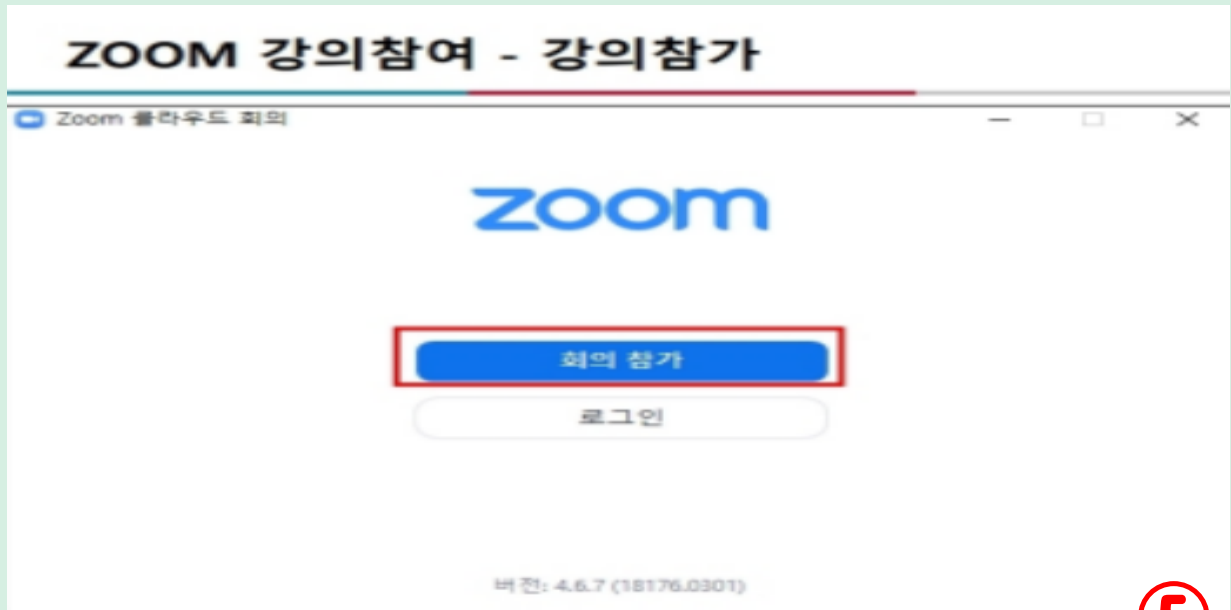 ZOOM 강의참여 - 강의참가
Zoom 클라우드 회의
zoom
회의 참가
로그인
버전: 4.6.7 (18176.0301)